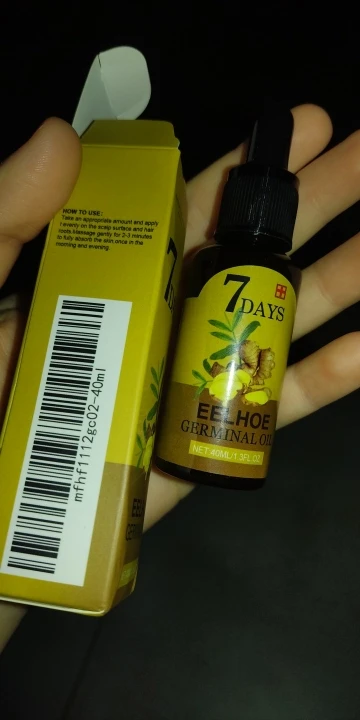 HOW TO USE:
Take an appropriate amount and apply
evenly on the scalp surface and hair
roots.Massage gently for 2-3 minutes
to fully absorb the skin,once in the
morning and evening.
mfhf1112gc02-40ml
7
7
DAYS
EELHOE
GERMINAL OIL
NET 40ML/1.3FL.OZ